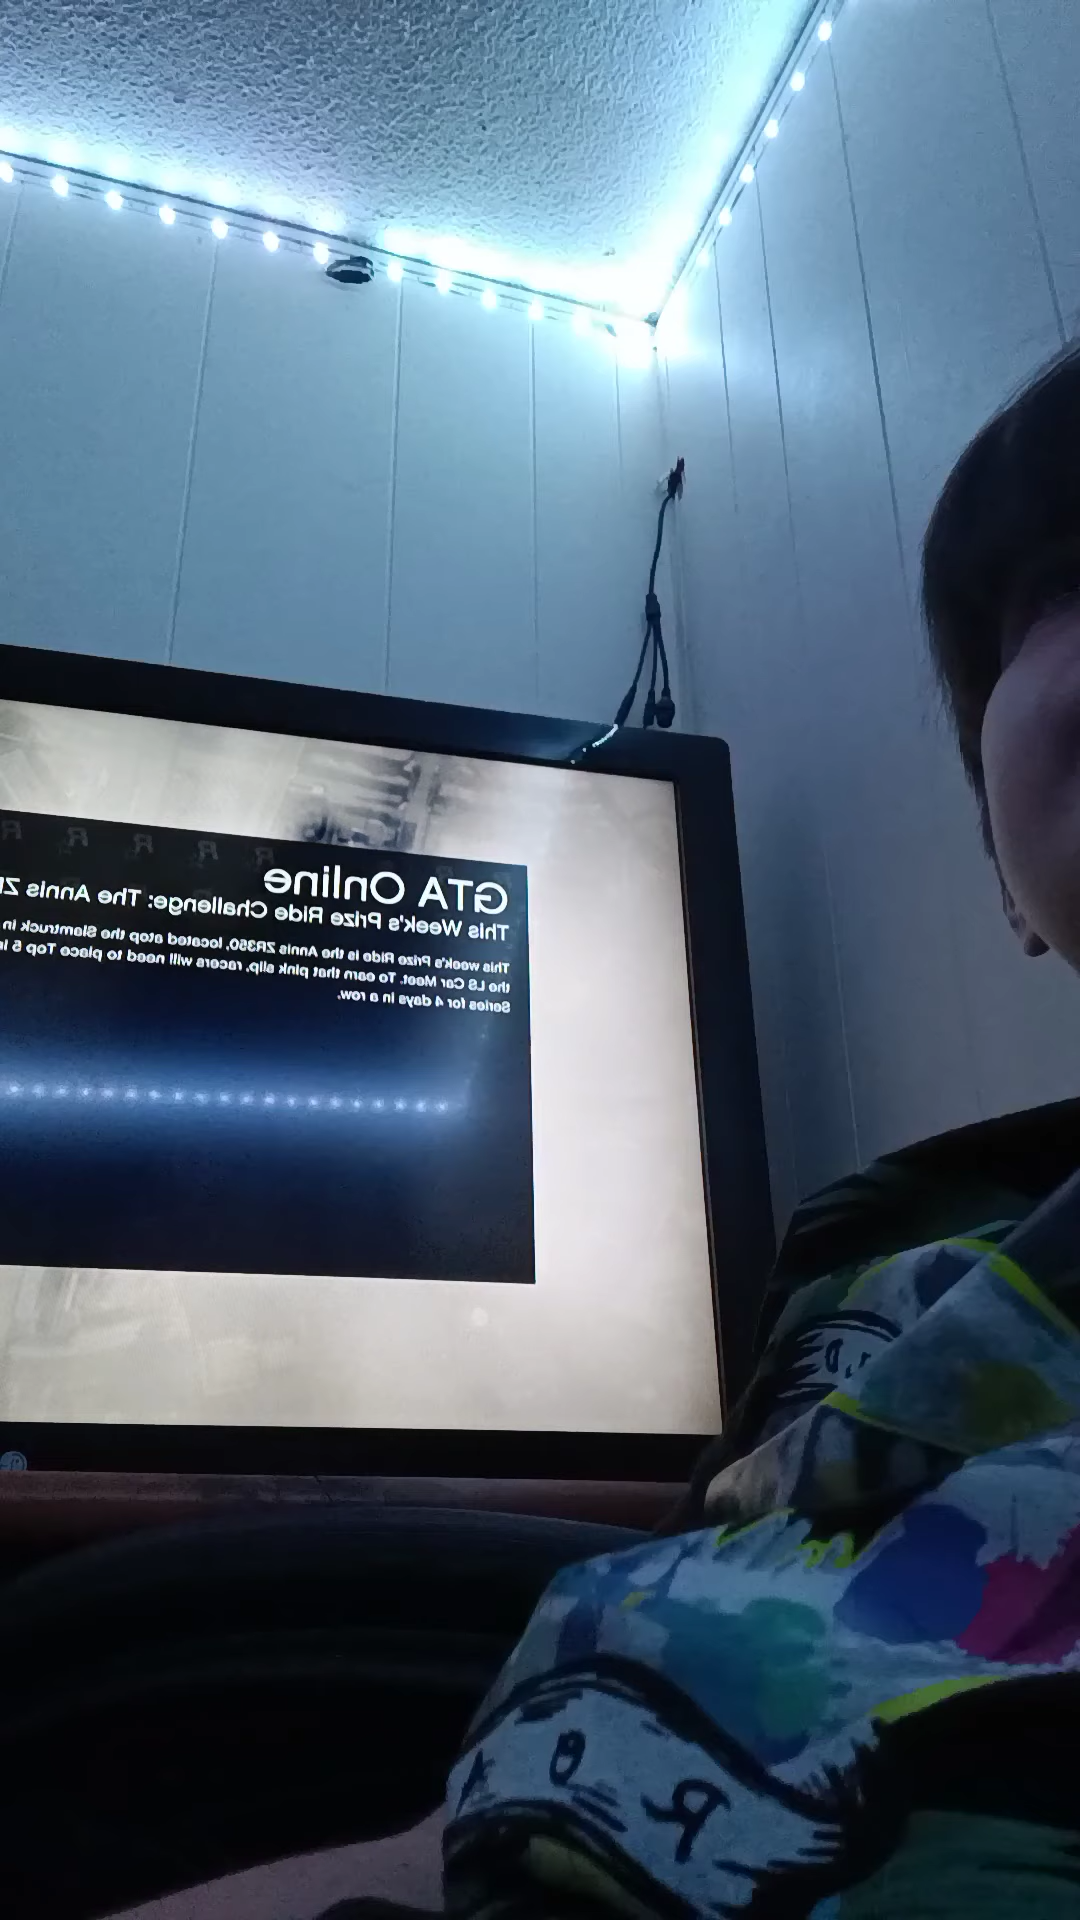 GTA Online
This Week's Prize Ride Challenge: The Annis
This week's Prize Ride is the Annis ZR350, located atop the Slamtruck in
the LS Car Meet. To earn that pink slip, racers will need to place Top 5
Series for 4 days in a row.